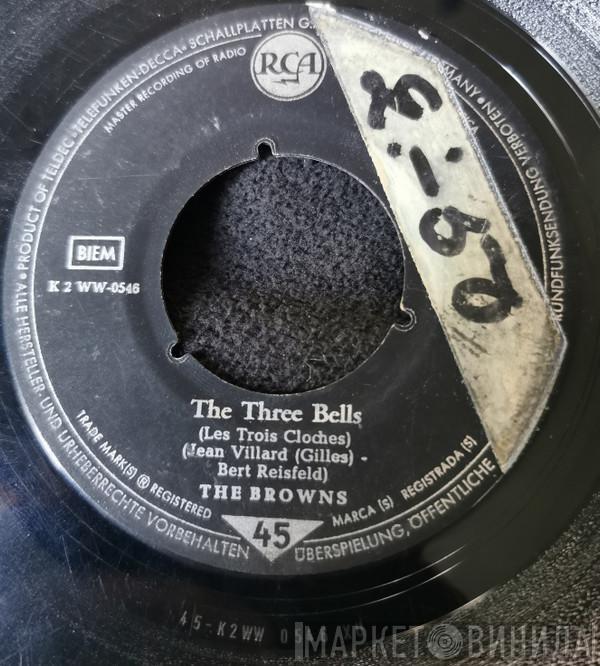 ALLE HERSTELLER- UND URHEBERRECHTE VORBEHALTEN
ÜBERSPIELUNG, ÖFFENTLICHE
RUNDFUNKSENDUNG VERBOTEN
PRODUCT OF TELDEC »TELEFUNKEN-DECCA« SCHALLPLATTEN G.
MASTER RECORDING OF RADIO
RCA
BIEM
K 2 WW-0546
The Three Bells
(Les Trois Cloches)
(Jean Villard (Gilles) -
Bert Reisfeld)
THE BROWNS
TRADE MARK(S) ® REGISTERED
MARCA (S) REGISTRADA (S)
45
45-K2WW
МАРКЕТ ВИНИЛА